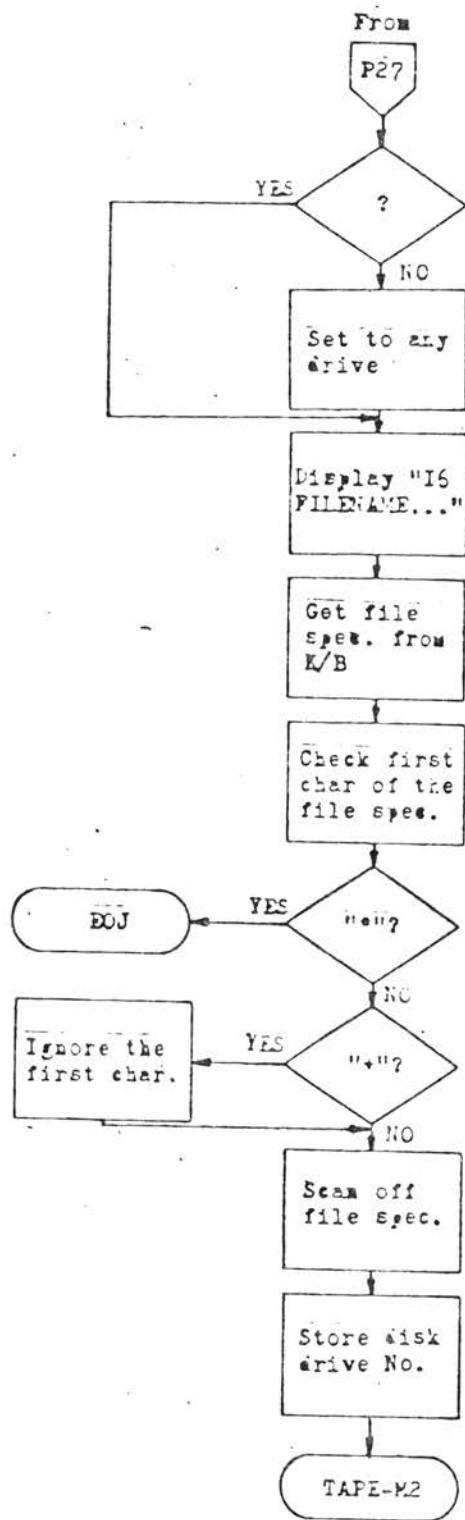 From
P27
YES
?
NO
Set to any
drive
Display "I6
FILENAME..."
Get file
spec. from
K/B
Check first
char of the
file spec.
EOJ
YES
"*"?
NO
Ignore the
first char.
YES
"+"?
NO
Scan off
file spec.
Store disk
drive No.
TAPE-M2